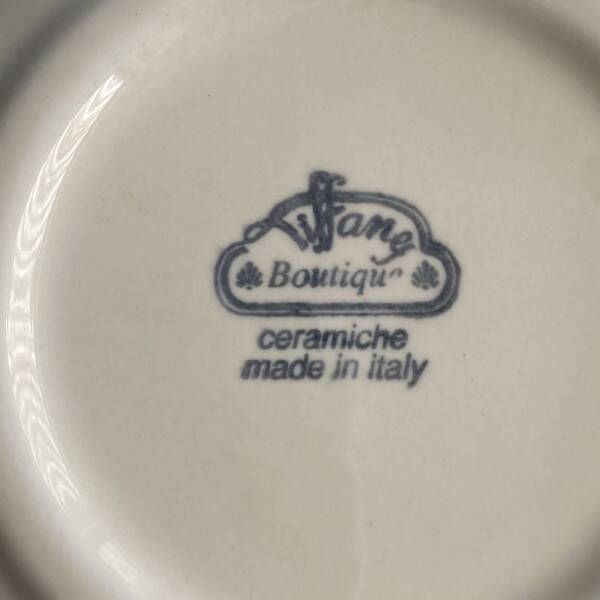 Tiffany
Boutique
ceramiche
made in italy